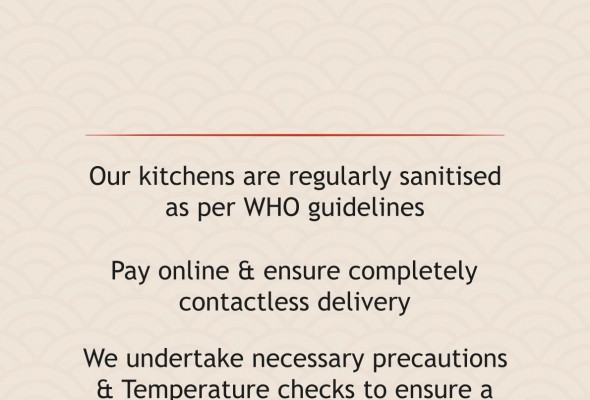 Our kitchens are regularly sanitised
as per WHO guidelines
Pay online & ensure completely
contactless delivery
We undertake necessary precautions
& Temperature checks to ensure a